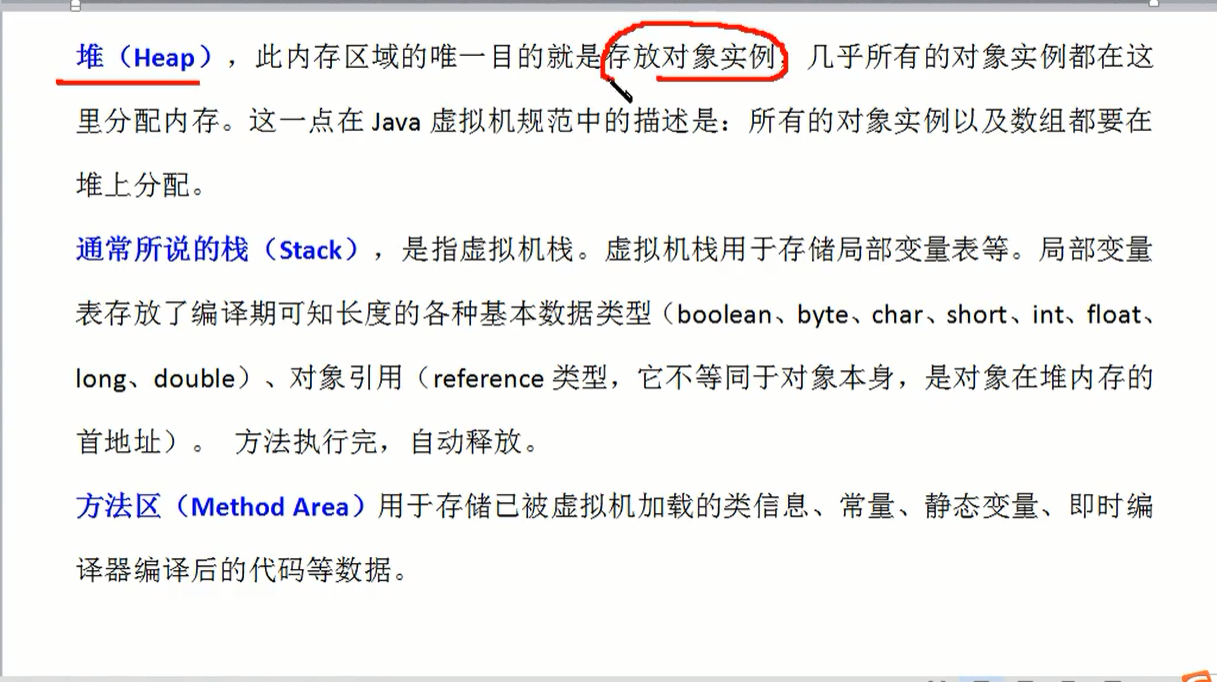 堆（Heap），此内存区域的唯一目的就是存放对象实例，几乎所有的对象实例都在这
里分配内存。这一点在 Java 虚拟机规范中的描述是：所有的对象实例以及数组都要在
堆上分配。
通常所说的栈（Stack），是指虚拟机栈。虚拟机栈用于存储局部变量表等。局部变量
表存放了编译期可知长度的各种基本数据类型（boolean、byte、char、short、int、float、
long、double）、对象引用（reference 类型，它不等同于对象本身，是对象在堆内存的
首地址）。 方法执行完，自动释放。
方法区（Method Area）用于存储已被虚拟机加载的类信息、常量、静态变量、即时编
译器编译后的代码等数据。